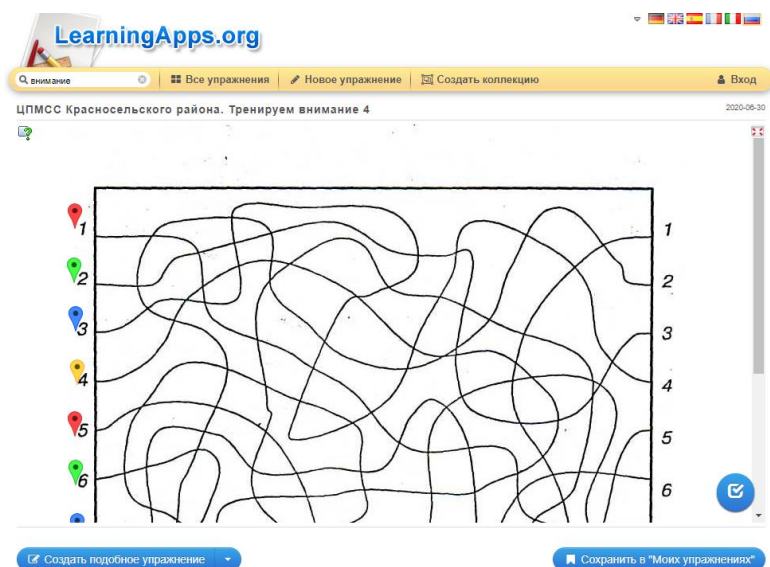 LearningApps.org
внимание
Все упражнения
Новое упражнение
Создать коллекцию
Вход
ЦПМСС Красносельского района. Тренируем внимание 4
2020-06-30
1
1
2
2
3
3
4
4
5
5
6
6
Создать подобное упражнение
Сохранить в "Моих упражнениях"